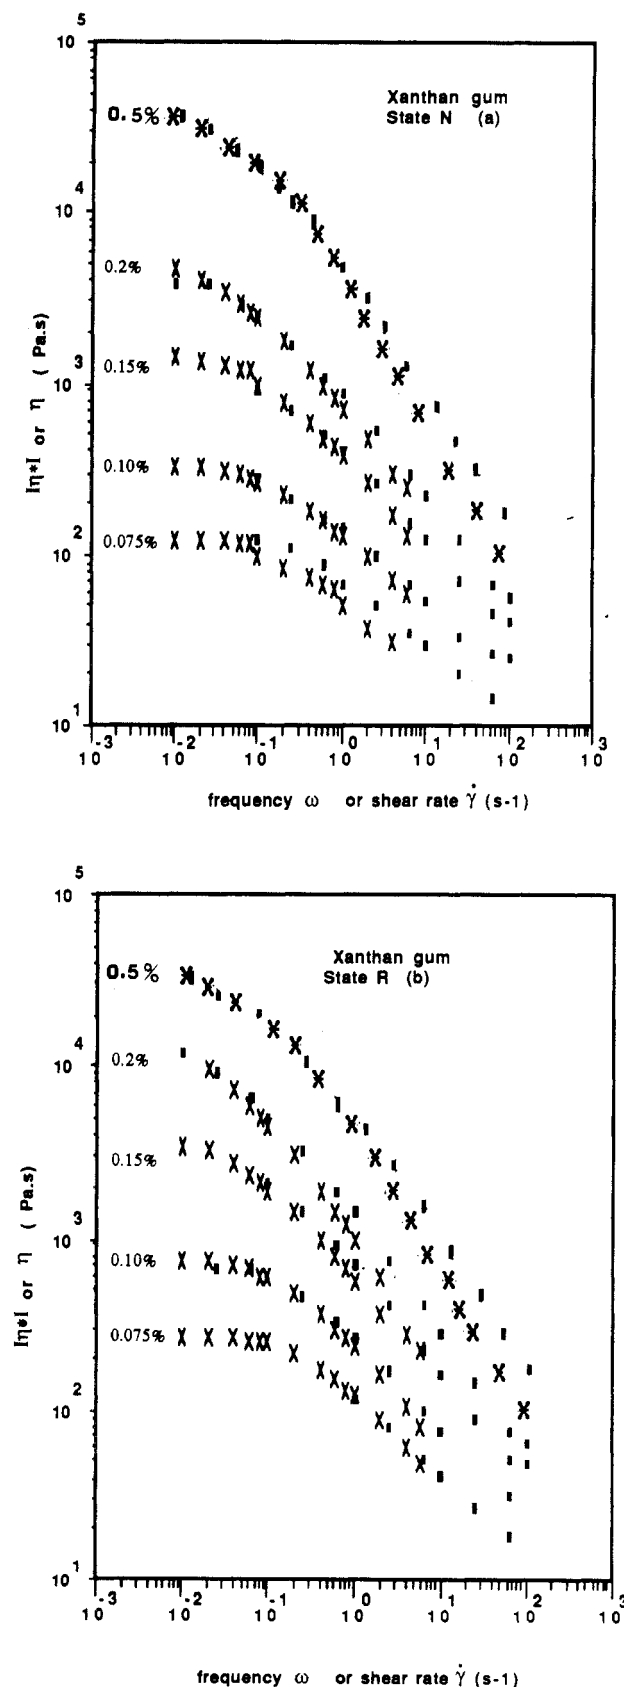 10 5
Xanthan gum
0.5%
State N (a)
10 4
0.2%
0.15%
10 3
0.10%
10 2
0.075%
10 1
Iη*I or η ( Pa.s)
10 -3 10 -2 10 -1 10 0 10 1 10 2 10 3
frequency ω or shear rate γ̇ (s-1)
10 5
Xanthan gum
0.5%
State R (b)
10 4
0.2%
0.15%
10 3
0.10%
0.075%
10 2
10 1
Iη*I or η ( Pa.s)
10 -3 10 -2 10 -1 10 0 10 1 10 2 10 3
frequency ω or shear rate γ̇ (s-1)